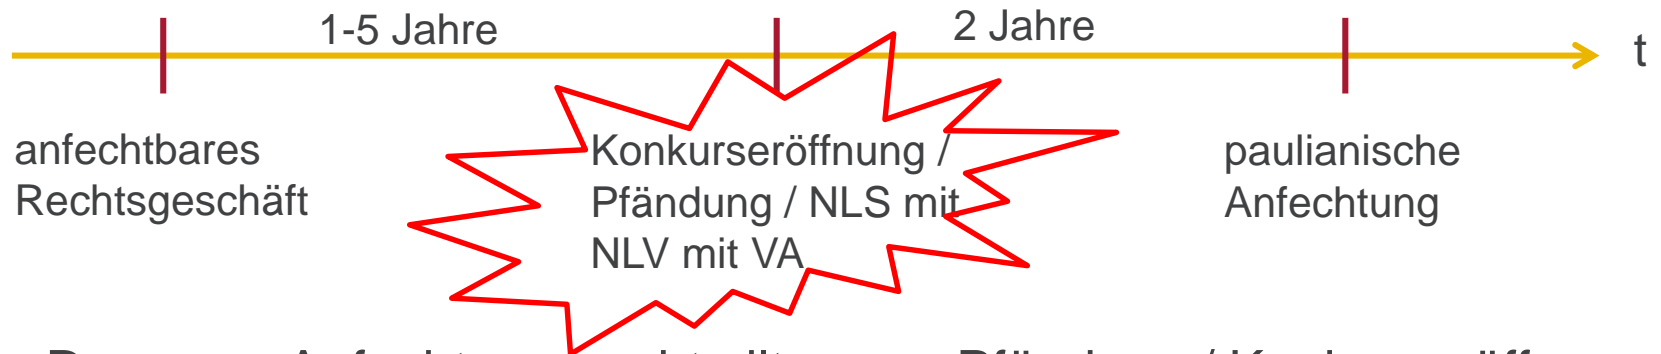 1-5 Jahre
2 Jahre
t
anfechtbares
Rechtsgeschäft
Konkurseröffnung /
Pfändung / NLS mit
NLV mit VA
paulianische
Anfechtung